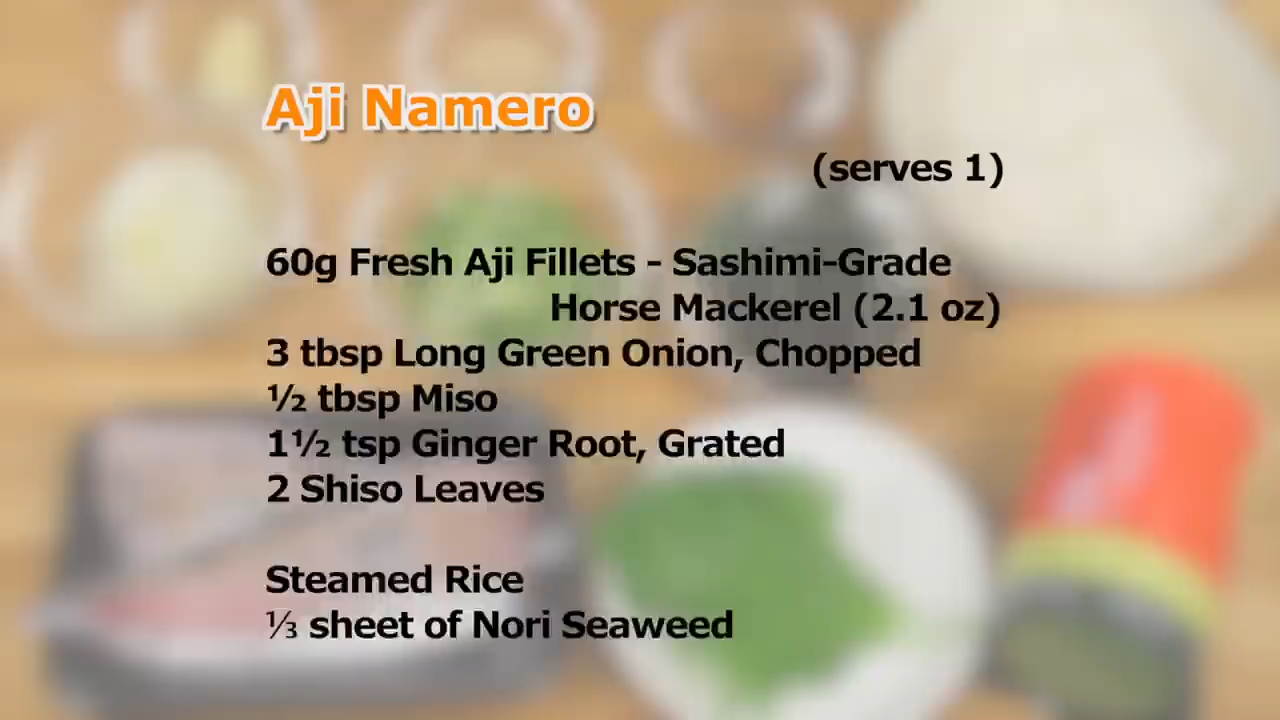 Aji Namero
(serves 1)
60g Fresh Aji Fillets - Sashimi-Grade
Horse Mackerel (2.1 oz)
3 tbsp Long Green Onion, Chopped
½ tbsp Miso
1½ tsp Ginger Root, Grated
2 Shiso Leaves
Steamed Rice
⅓ sheet of Nori Seaweed